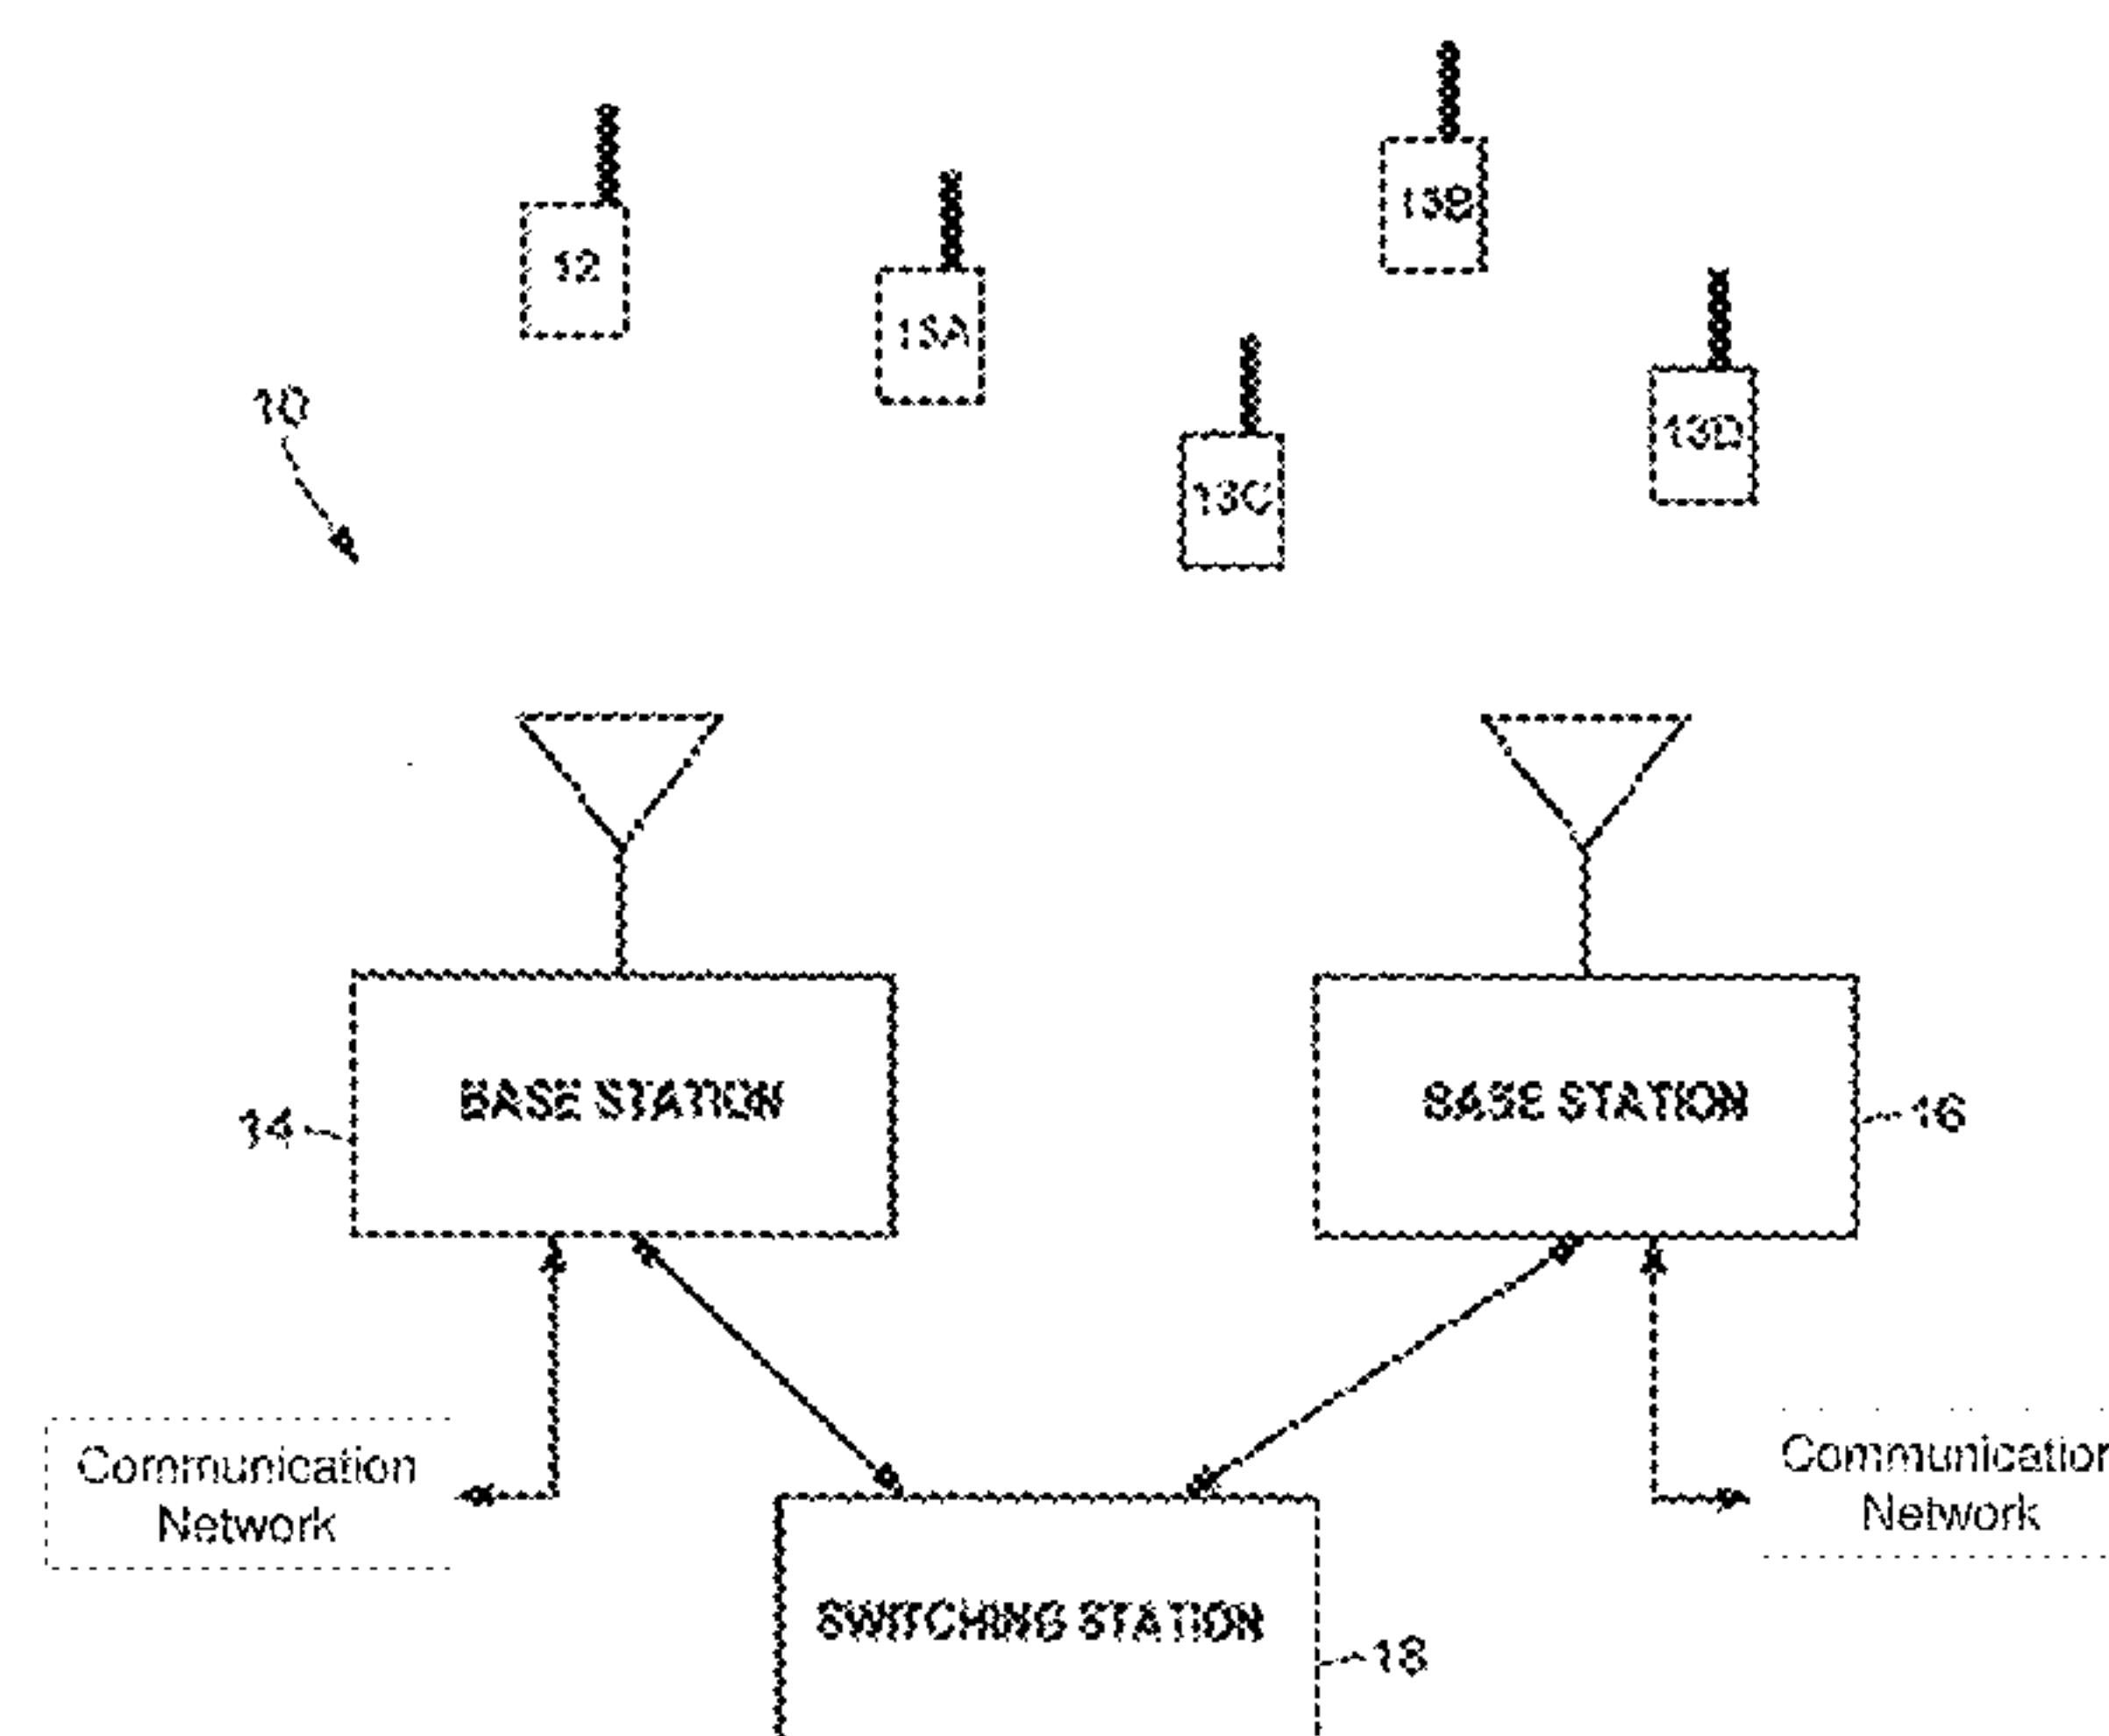 13B
12
13A
13D
10
13C
BASE STATION
BASE STATION
14
16
Communication
Network
Communication
Network
SWITCHING STATION
18